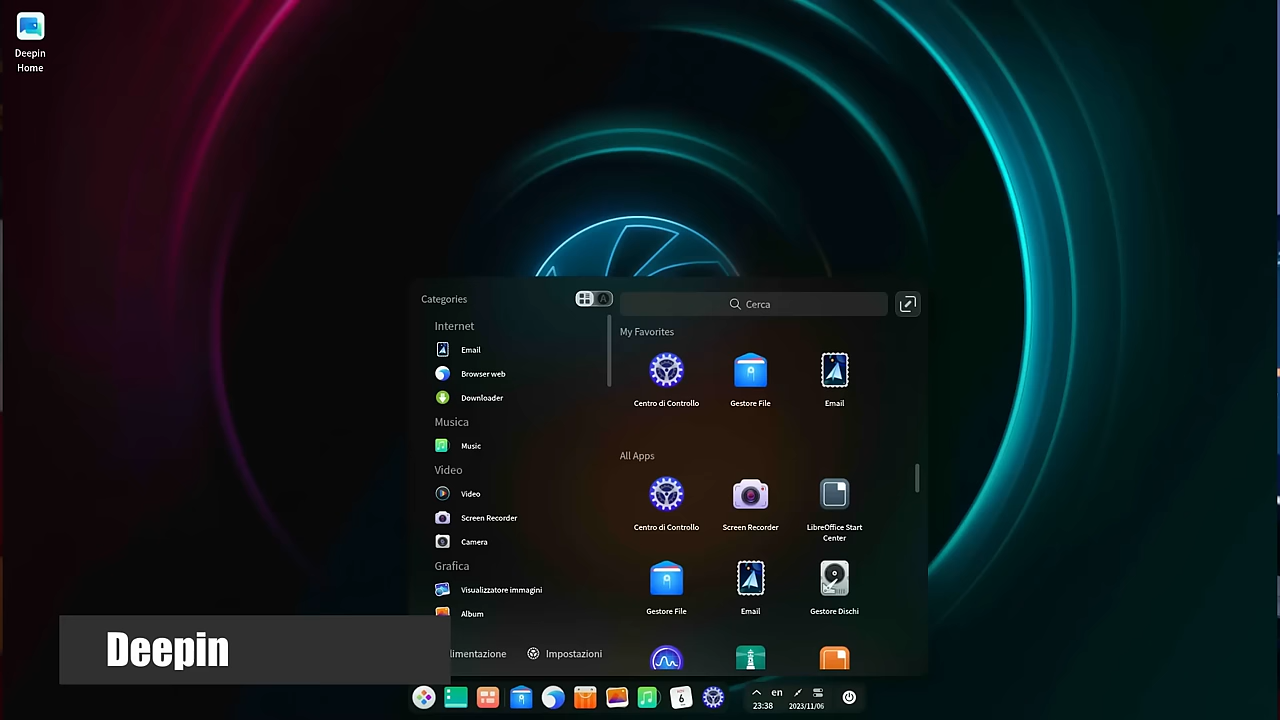 Deepin
Home
Categories
A
Cerca
Internet
Email
Browser web
Downloader
Musica
Music
Video
Video
Screen Recorder
Camera
Grafica
Visualizzatore immagini
Album
limentazione
Impostazioni
My Favorites
Centro di Controllo
Gestore File
Email
All Apps
Centro di Controllo
Screen Recorder
LibreOffice Start
Center
Gestore File
Email
Gestore Dischi
Deepin
6
en
23:38
2023/11/06